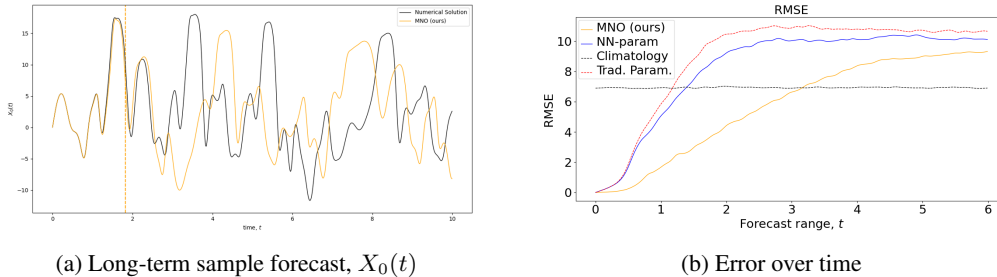 Numerical Solution
MNO (ours)
15
10
5
0
−5
−10
X₀(t)
0
2
4
6
8
10
time, t
(a) Long-term sample forecast, X₀(t)
RMSE
MNO (ours)
NN-param
Climatology
Trad. Param.
10
8
6
4
2
0
RMSE
0
1
2
3
4
5
6
Forecast range, t
(b) Error over time